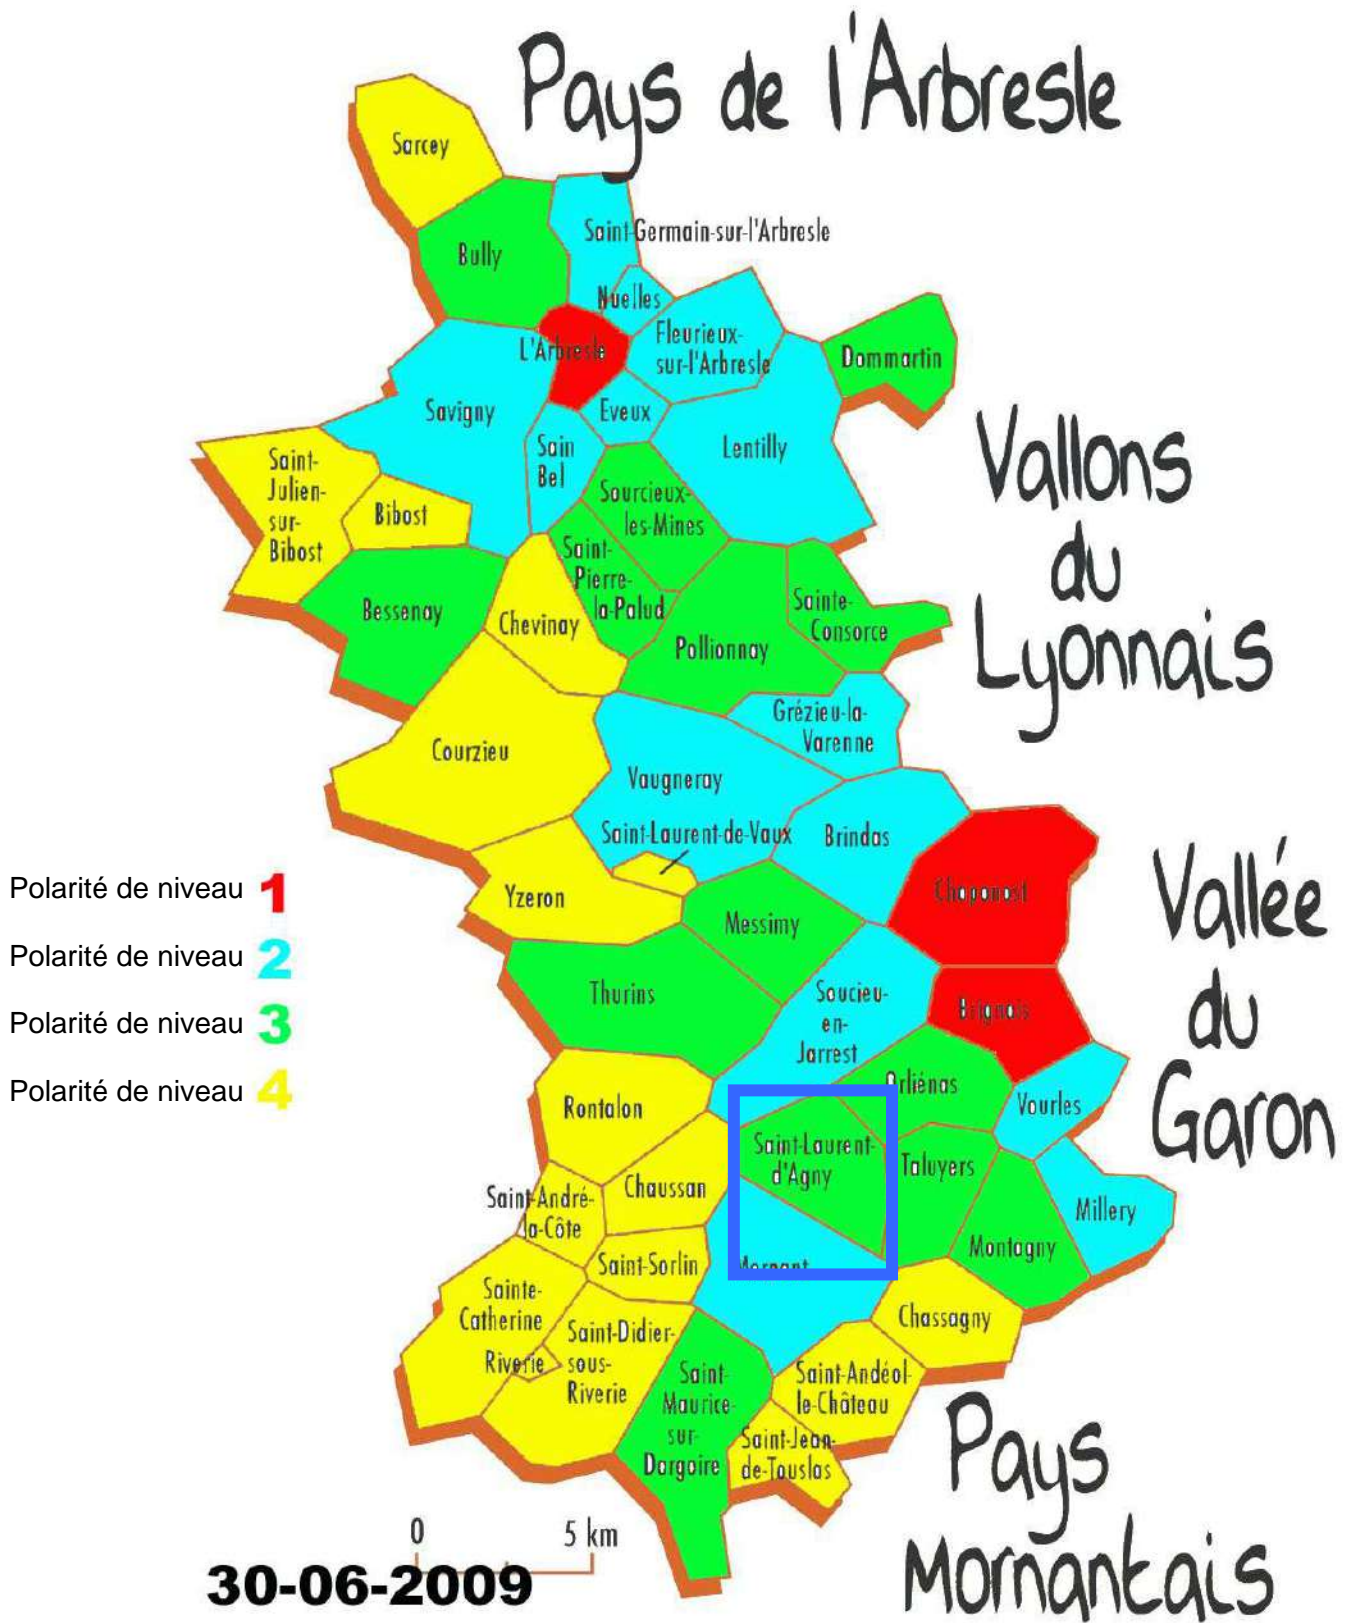 Pays de l'Arbresle
Sarcey
Saint-Germain-sur-l'Arbresle
Bully
Nuelles
Fleurieux-
sur-l'Arbresle
L'Arbresle
Dommartin
Savigny
Eveux
Lentilly
Sain
Bel
Vallons
du
Lyonnais
Saint-
Julien-
sur-
Bibost
Bibost
Sourcieux-
les-Mines
Saint-
Pierre-
la-Palud
Bessenay
Chevinay
Sainte-
Consorce
Pollionnay
Grézieu-la-
Varenne
Courzieu
Vaugneray
Saint-Laurent-de-Vaux
Brindas
Polarité de niveau 1
Polarité de niveau 2
Polarité de niveau 3
Polarité de niveau 4
Yzeron
Messimy
Chaponost
Vallée
du
Garon
Thurins
Soucieu-
en-
Jarrest
Brignais
Orliénas
Vourles
Rontalon
Saint-Laurent-
d'Agny
Taluyers
Chaussan
Saint-André-
la-Côte
Millery
Montagny
Saint-Sorlin
Mornant
Sainte-
Catherine
Chassagny
Riverie
Saint-Didier-
sous-
Riverie
Saint-
Maurice-
sur-
Dargoire
Saint-Andéol-
le-Château
Saint-Jean-
de-Touslas
Pays
Mornantais
0 5 km
30-06-2009